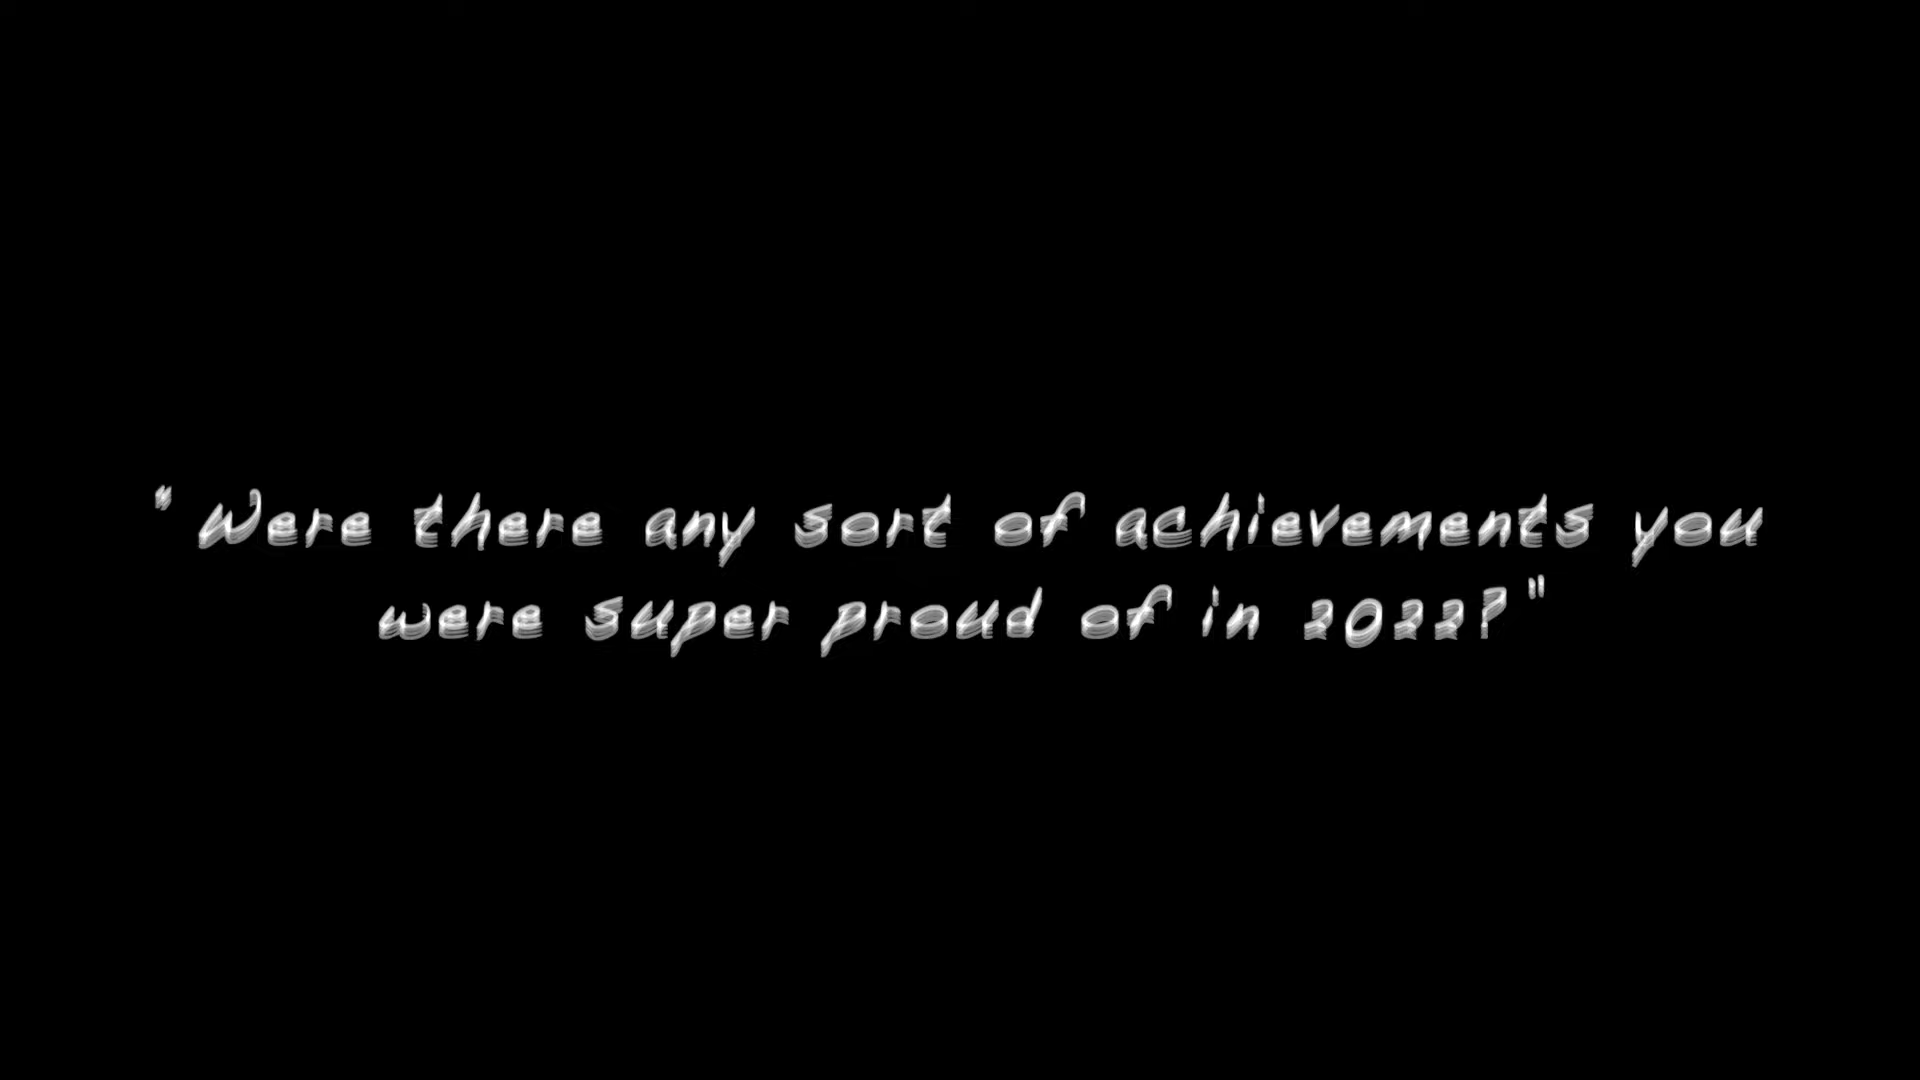 "Were there any sort of achievements you
were super proud of in 2022?"